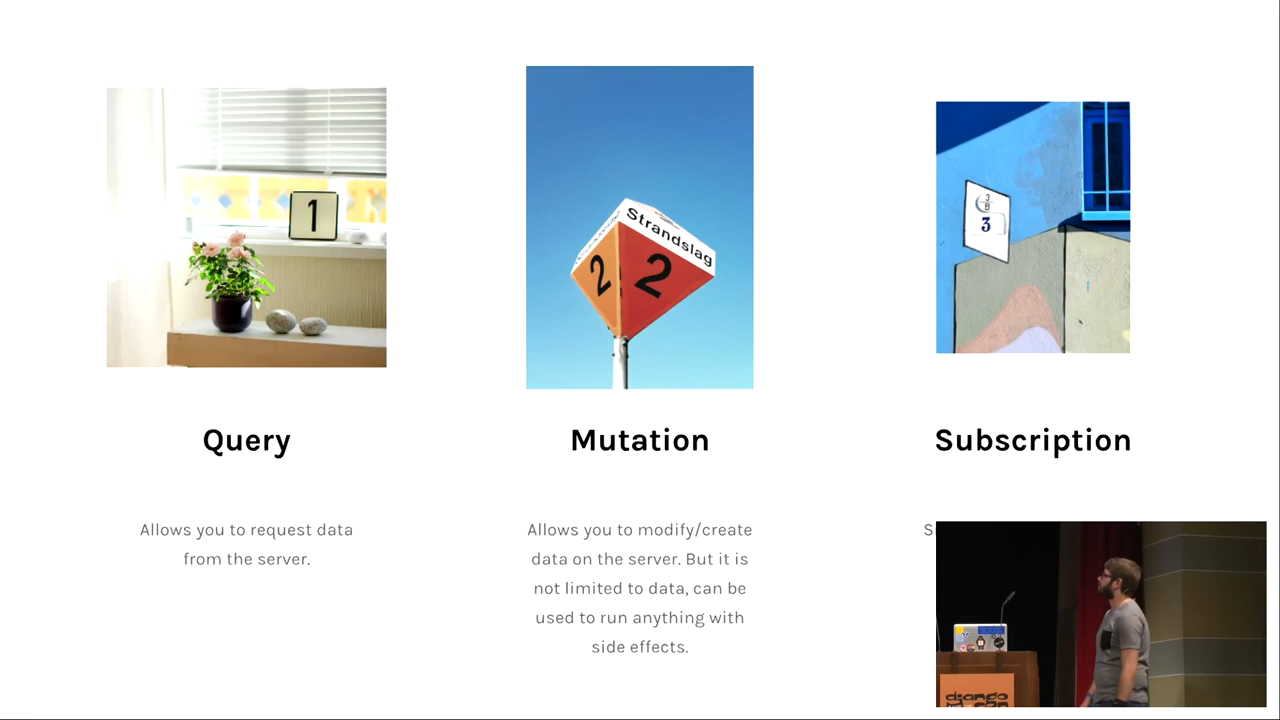 1
Strandslag
2
2
3
B
3
Query
Mutation
Subscription
Allows you to request data
from the server.
Allows you to modify/create
data on the server. But it is
not limited to data, can be
used to run anything with
side effects.
S
django